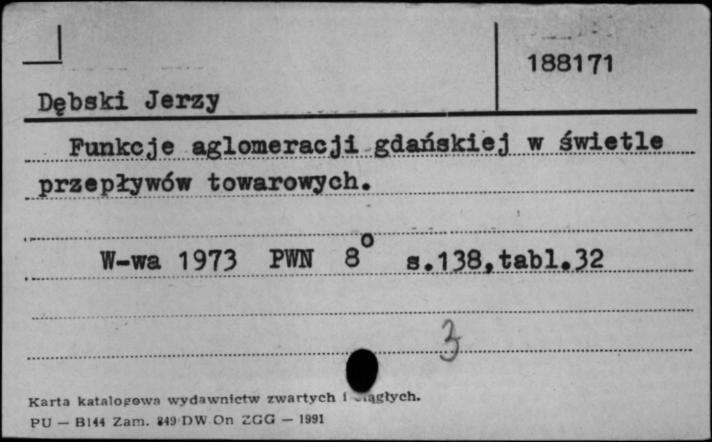 188171
Dębski Jerzy
Funkcje aglomeracji gdańskiej w świetle
przepływów towarowych.
W-wa 1973 PWN 8° s.138,tabl.32
3
Karta katalogowa wydawnictw zwartych i ciągłych.
PU — B144 Zam. 849 DW On ZGG — 1991